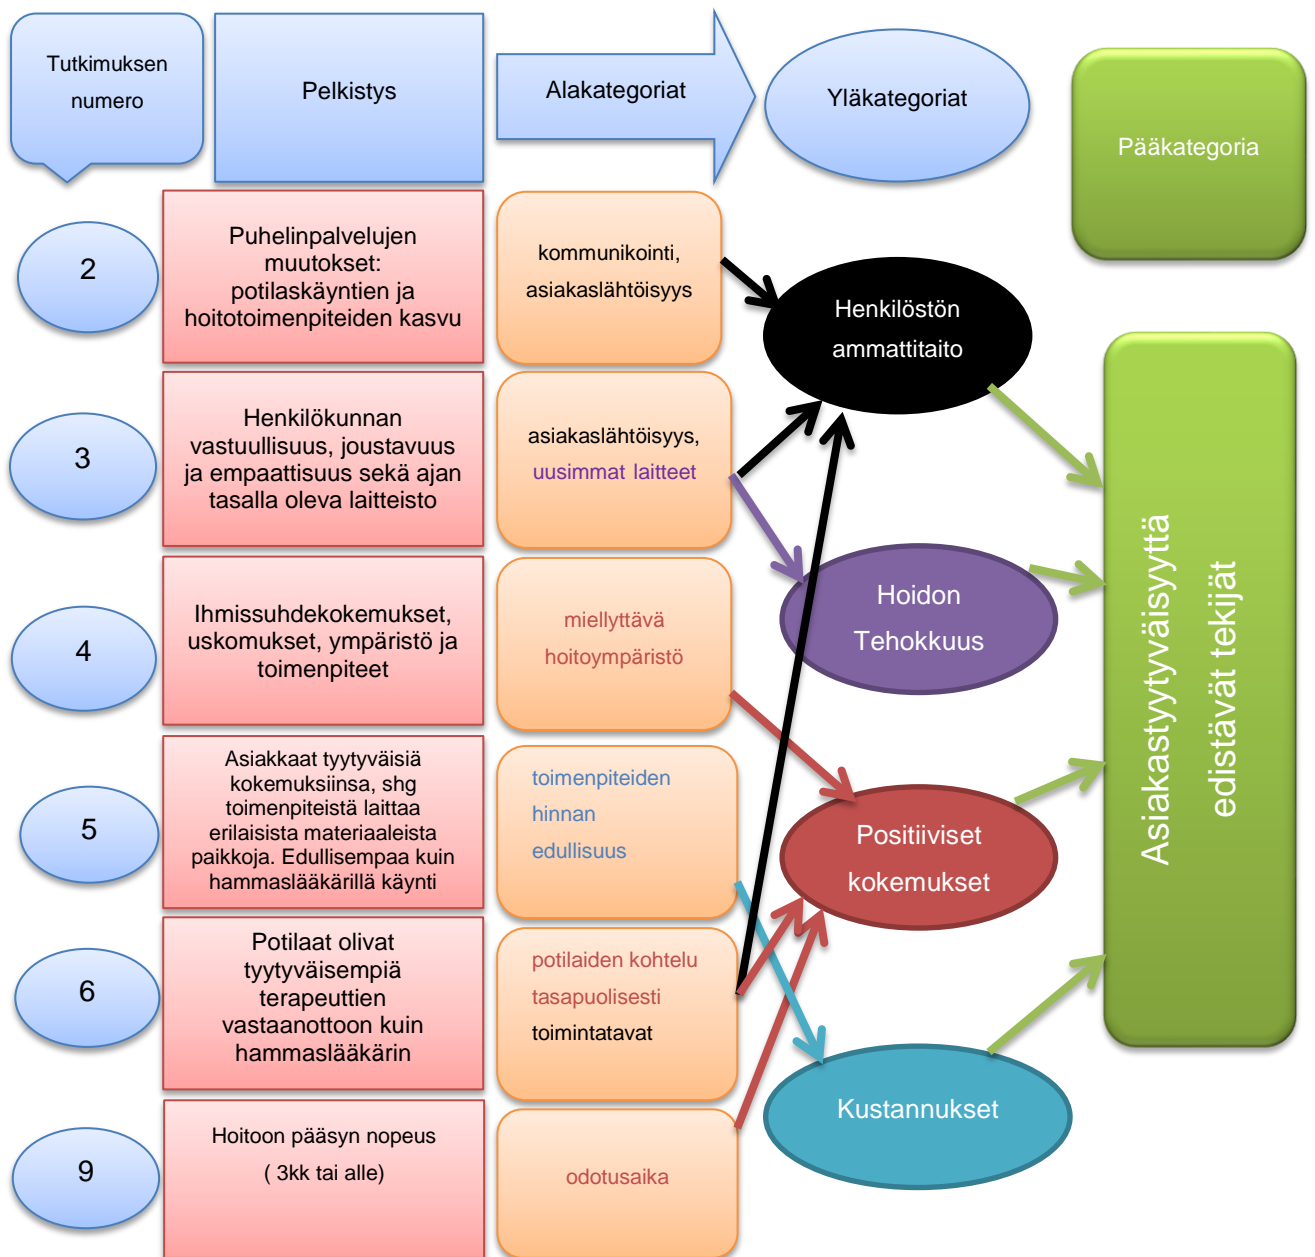 Tutkimuksen
numero
Pelkistys
Alakategoriat
Yläkategoriat
Pääkategoria
2
Puhelinpalvelujen
muutokset:
potilaskäyntien ja
hoitotoimenpiteiden kasvu
kommunikointi,
asiakaslähtöisyys
Henkilöstön
ammattitaito
3
Henkilökunnan
vastuullisuus, joustavuus
ja empaattisuus sekä ajan
tasalla oleva laitteisto
asiakaslähtöisyys,
uusimmat laitteet
Hoidon
Tehokkuus
4
Ihmissuhdekokemukset,
uskomukset, ympäristö ja
toimenpiteet
miellyttävä
hoitoympäristö
5
Asiakkaat tyytyväisiä
kokemuksiinsa, shg
toimenpiteistä laittaa
erilaisista materiaaleista
paikkoja. Edullisempaa kuin
hammaslääkärillä käynti
toimenpiteiden
hinnan
edullisuus
Positiiviset
kokemukset
6
Potilaat olivat
tyytyväisempiä
terapeuttien
vastaanottoon kuin
hammaslääkärin
potilaiden kohtelu
tasapuolisesti
toimintatavat
Kustannukset
9
Hoitoon pääsyn nopeus
( 3kk tai alle)
odotusaika
Asiakastyytyväisyyttä
edistävät tekijät